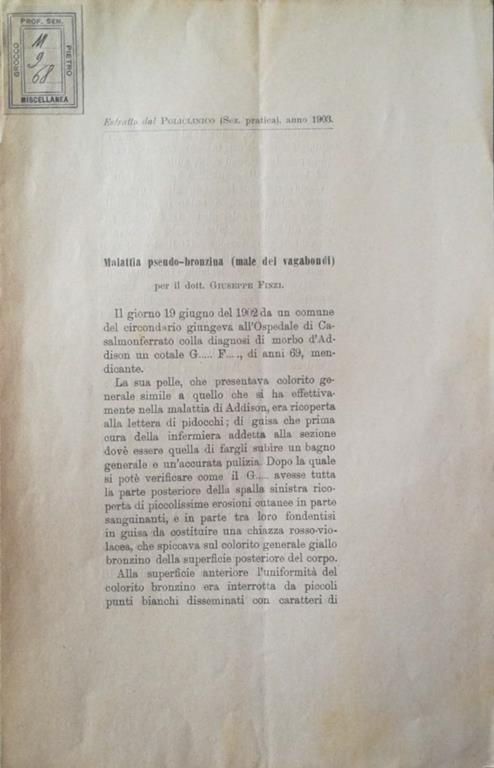 PROF. SEN.
GROCCO
PIETRO
M
9
68
MISCELLANEA
Estratto dal POLICLINICO (Sez. pratica), anno 1903.
Malattia pseudo-bronzina (male dei vagabondi)
per il dott. GIUSEPPE FINZI.
Il giorno 19 giugno del 1902 da un comune
del circondario giungeva all'Ospedale di Ca-
salmonferrato colla diagnosi di morbo d'Ad-
dison un cotale G..... F...., di anni 69, men-
dicante.
La sua pelle, che presentava colorito ge-
nerale simile a quello che si ha effettiva-
mente nella malattia di Addison, era ricoperta
alla lettera di pidocchi; di guisa che prima
cura della infermiera addetta alla sezione
dovè essere quella di fargli subire un bagno
generale e un'accurata pulizia. Dopo la quale
si potè verificare come il G..... avesse tutta
la parte posteriore della spalla sinistra rico-
perta di piccolissime erosioni cutanee in parte
sanguinanti, e in parte tra loro fondentisi
in guisa da costituire una chiazza rosso-vio-
lacea, che spiccava sul colorito generale giallo
bronzino della superficie posteriore del corpo.
Alla superficie anteriore l'uniformità del
colorito bronzino era interrotta da piccoli
punti bianchi disseminati con caratteri di